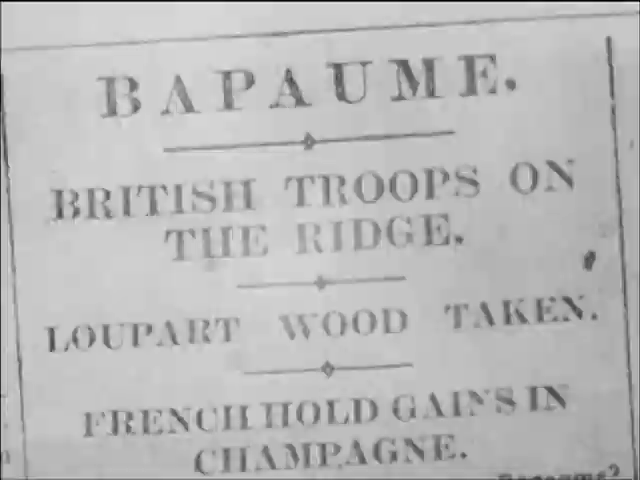 BAPAUME.
BRITISH TROOPS ON
THE RIDGE.
LOUPART WOOD TAKEN.
FRENCH HOLD GAINS IN
CHAMPAGNE.